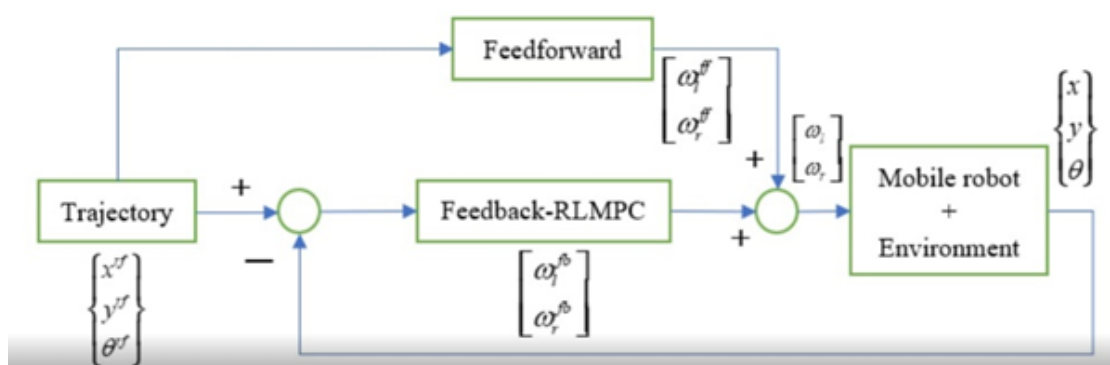 Feedforward
ω_l^ff
ω_r^ff
+
ω_l
ω_r
x
y
θ
Trajectory
+
−
Feedback-RLMPC
+
Mobile robot
+
Environment
x^rf
y^rf
θ^rf
ω_l^fb
ω_r^fb